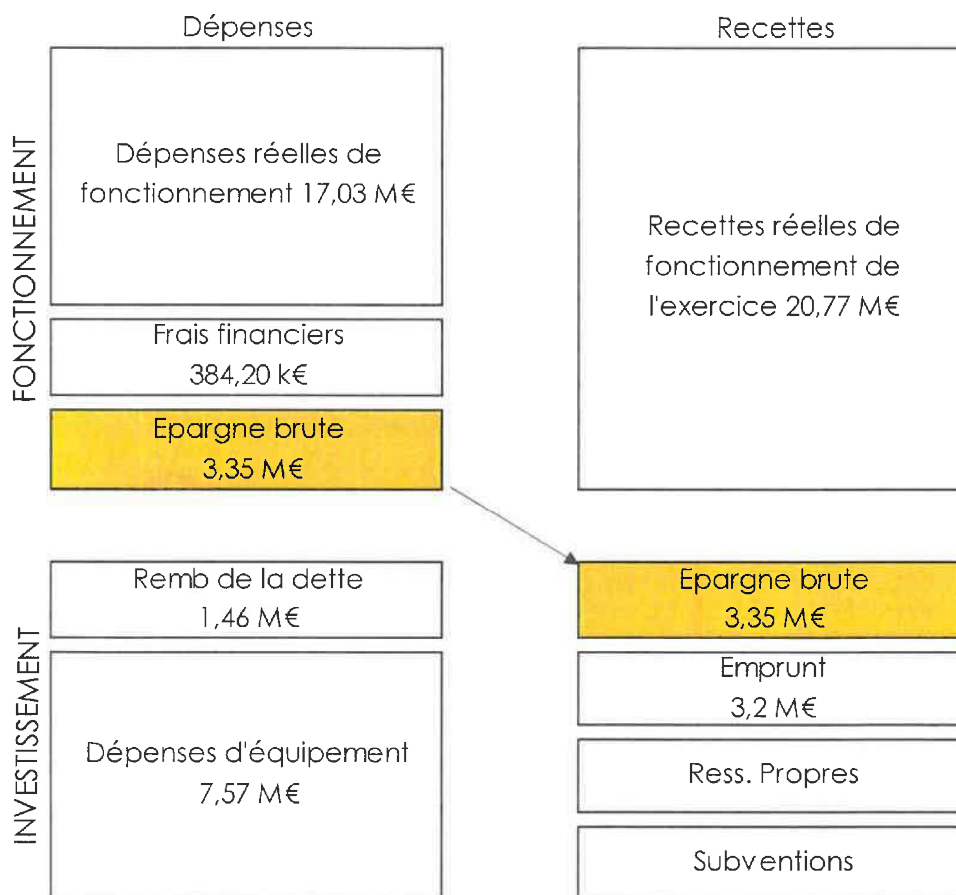 Dépenses
Recettes
FONCTIONNEMENT
Dépenses réelles de
fonctionnement 17,03 M€
Frais financiers
384,20 k€
Epargne brute
3,35 M€
Recettes réelles de
fonctionnement de
l'exercice 20,77 M€
INVESTISSEMENT
Remb de la dette
1,46 M€
Dépenses d'équipement
7,57 M€
Epargne brute
3,35 M€
Emprunt
3,2 M€
Ress. Propres
Subventions